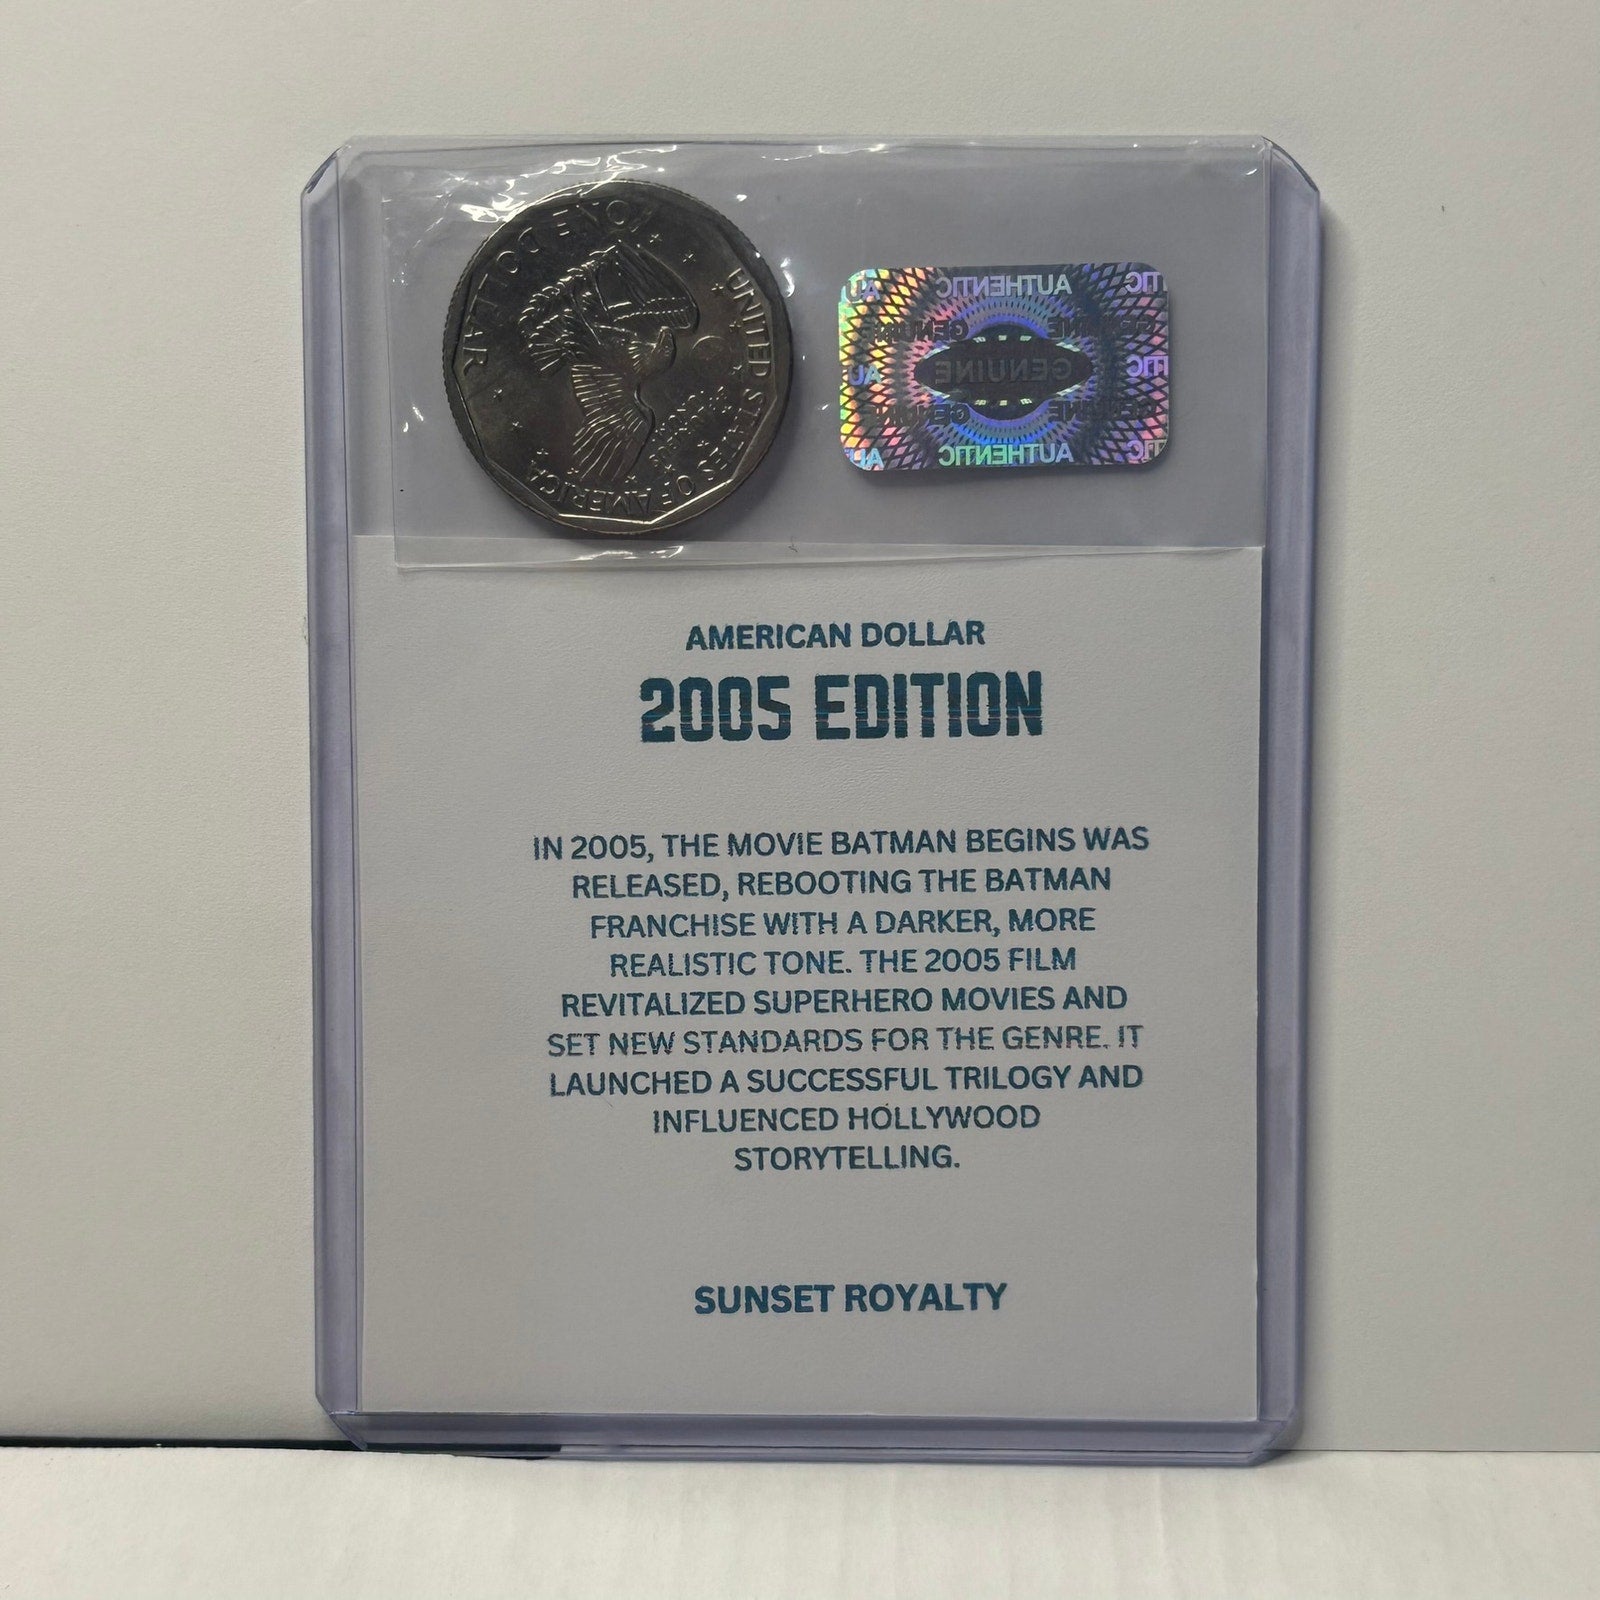 UNITED STATES OF AMERICA
E PLURIBUS UNUM
ONE DOLLAR
AUTHENTIC
GENUINE
AUTHENTIC
AMERICAN DOLLAR
2005 EDITION
IN 2005, THE MOVIE BATMAN BEGINS WAS
RELEASED, REBOOTING THE BATMAN
FRANCHISE WITH A DARKER, MORE
REALISTIC TONE. THE 2005 FILM
REVITALIZED SUPERHERO MOVIES AND
SET NEW STANDARDS FOR THE GENRE. IT
LAUNCHED A SUCCESSFUL TRILOGY AND
INFLUENCED HOLLYWOOD
STORYTELLING.
SUNSET ROYALTY